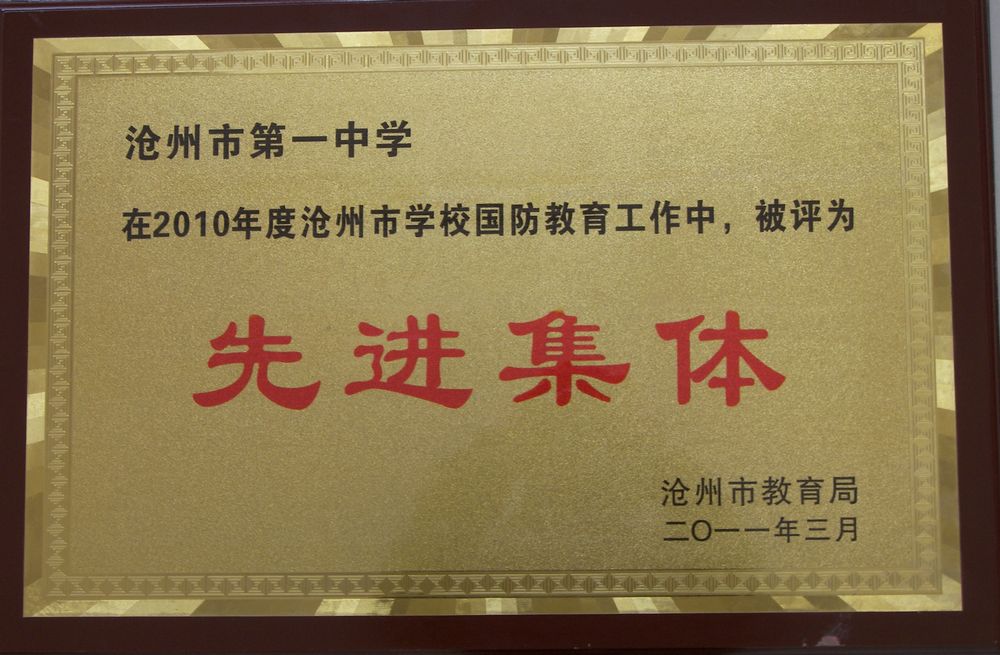 沧州市第一中学
在2010年度沧州市学校国防教育工作中，被评为
先进集体
沧州市教育局
二〇一一年三月